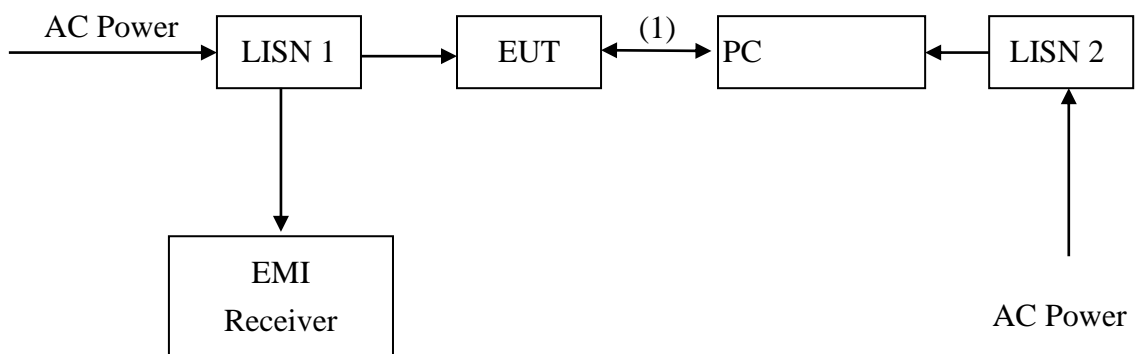 AC Power
LISN 1
EUT
(1)
PC
LISN 2
EMI
Receiver
AC Power